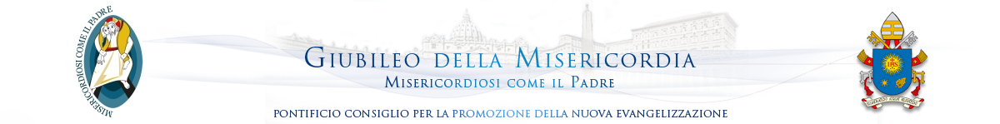 MISERICORDIOSI COME IL PADRE
Giubileo della Misericordia
Misericordiosi come il Padre
PONTIFICIO CONSIGLIO PER LA PROMOZIONE DELLA NUOVA EVANGELIZZAZIONE
IHS